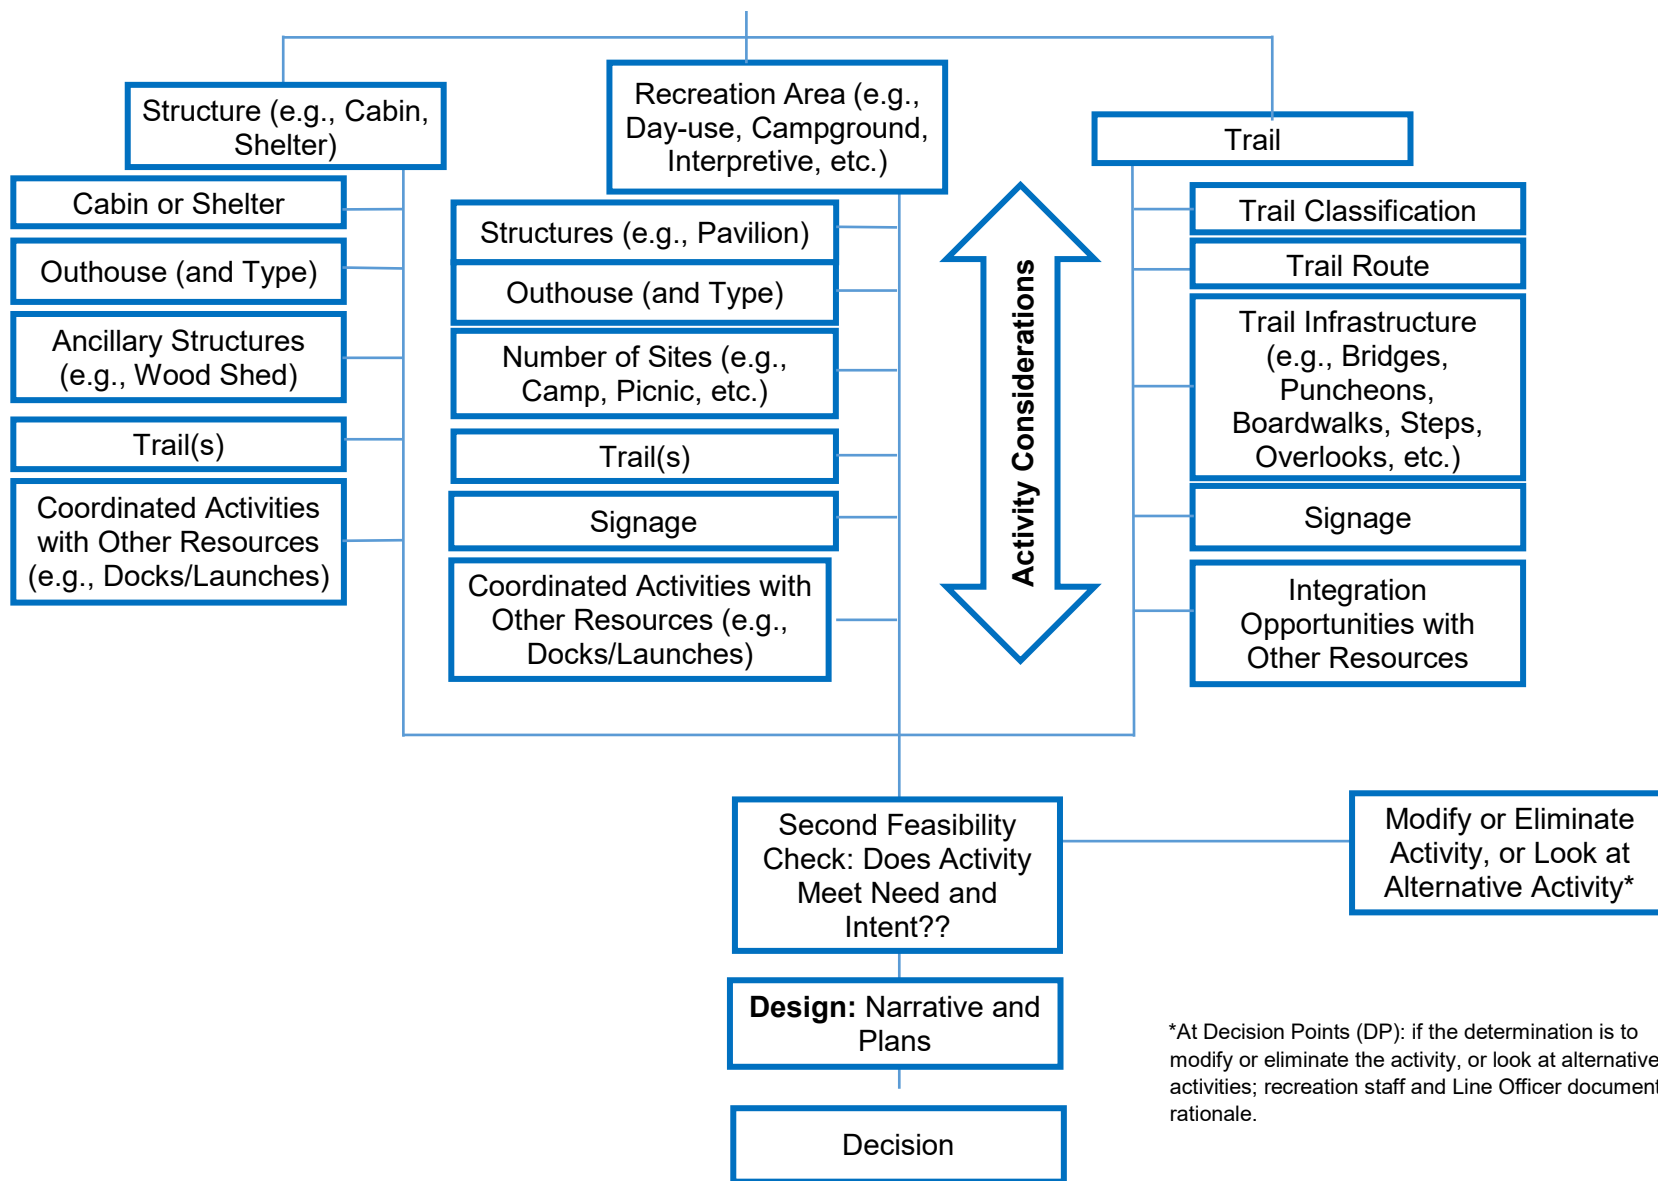 Structure (e.g., Cabin,
Shelter)
Cabin or Shelter
Outhouse (and Type)
Ancillary Structures
(e.g., Wood Shed)
Trail(s)
Coordinated Activities
with Other Resources
(e.g., Docks/Launches)
Recreation Area (e.g.,
Day-use, Campground,
Interpretive, etc.)
Structures (e.g., Pavilion)
Outhouse (and Type)
Number of Sites (e.g.,
Camp, Picnic, etc.)
Trail(s)
Signage
Coordinated Activities with
Other Resources (e.g.,
Docks/Launches)
Activity Considerations
Trail
Trail Classification
Trail Route
Trail Infrastructure
(e.g., Bridges,
Puncheons,
Boardwalks, Steps,
Overlooks, etc.)
Signage
Integration
Opportunities with
Other Resources
Second Feasibility
Check: Does Activity
Meet Need and
Intent??
Modify or Eliminate
Activity, or Look at
Alternative Activity*
Design: Narrative and
Plans
Decision
*At Decision Points (DP): if the determination is to
modify or eliminate the activity, or look at alternative
activities; recreation staff and Line Officer document
rationale.